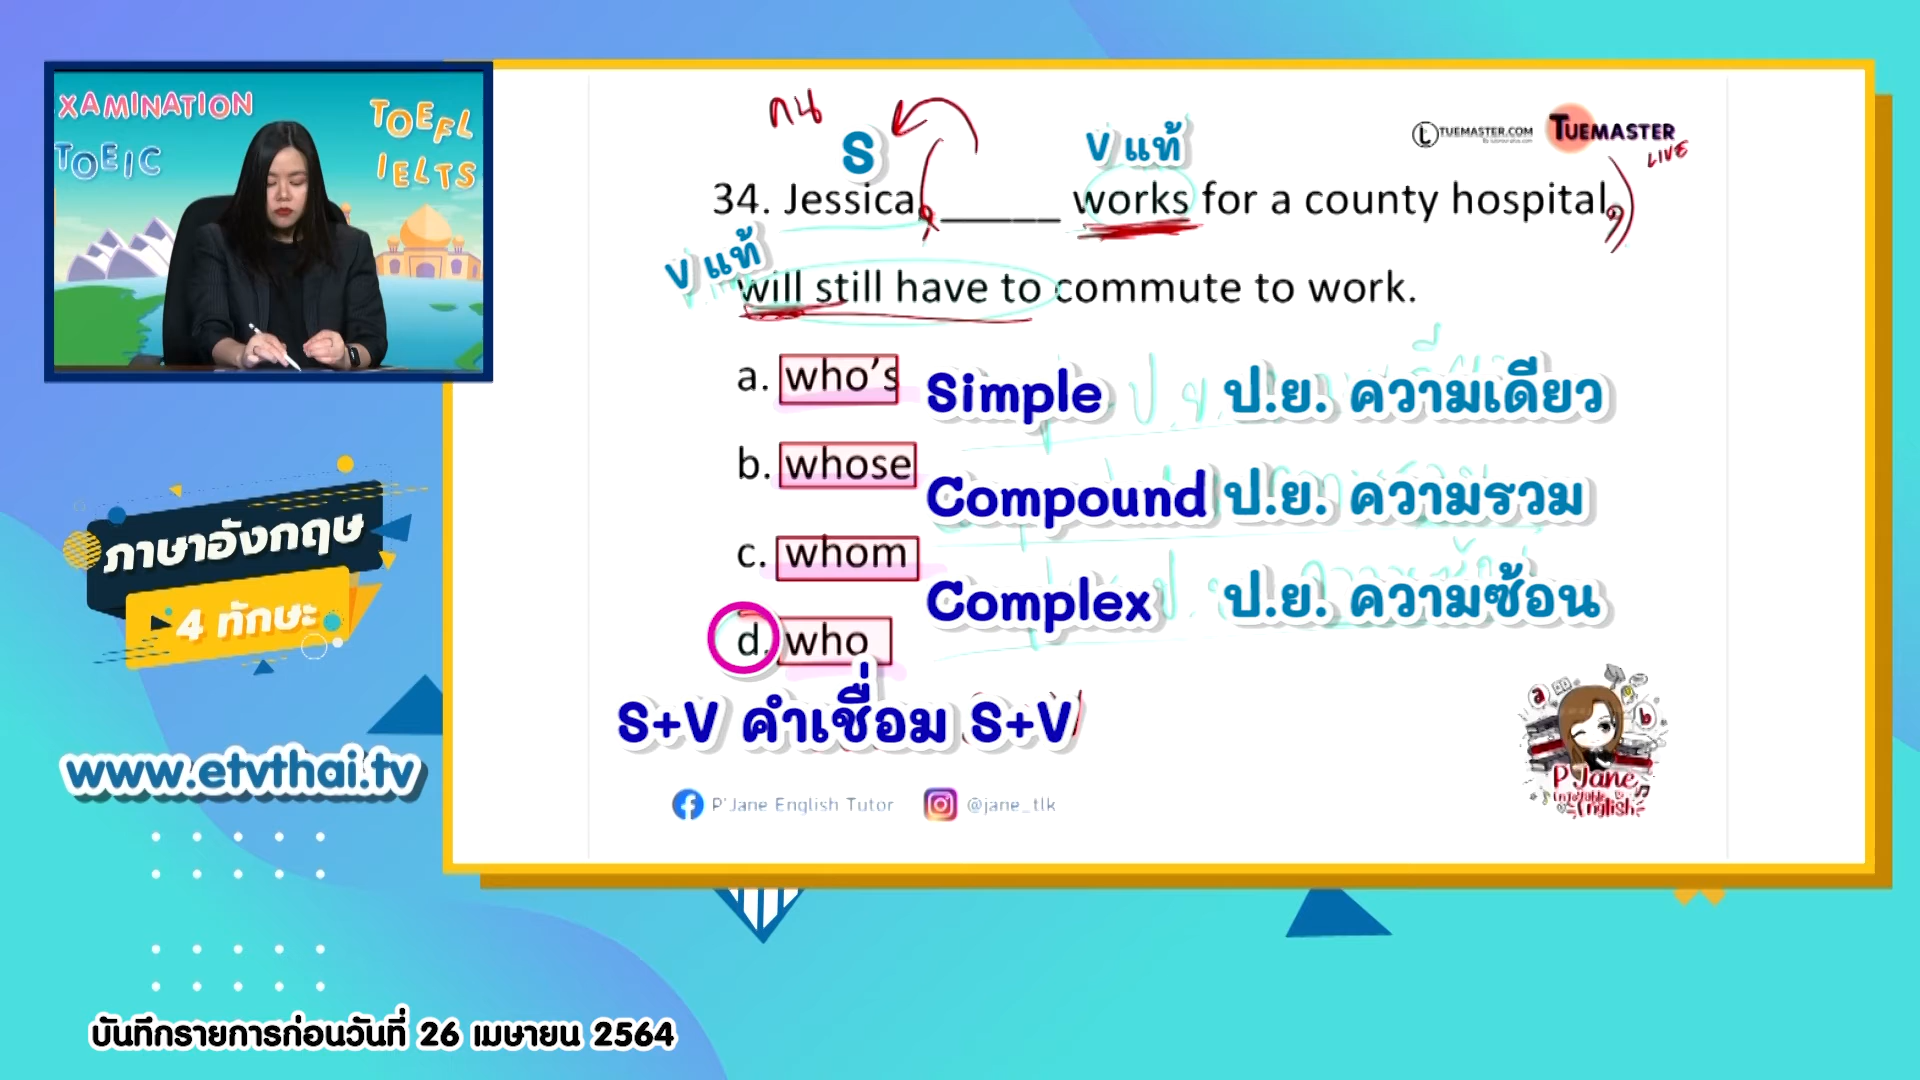 XAMINATION
TOEIC
TOEFL
IELTS
คน
S
V แท้
TUEMASTER.COM
TUEMASTER
LIVE
34. Jessica, _____ works for a county hospital,
V แท้
will still have to commute to work.
a. who's
Simple ป.ย. ความเดียว
b. whose
Compound ป.ย. ความรวม
c. whom
Complex ป.ย. ความซ้อน
d. who
S+V คำเชื่อม S+V
P'Jane English Tutor
@jane_tlk
a
b
P'Jane
Enjoyable
English
ภาษาอังกฤษ
4 ทักษะ
www.etvthai.tv
บันทึกรายการก่อนวันที่ 26 เมษายน 2564